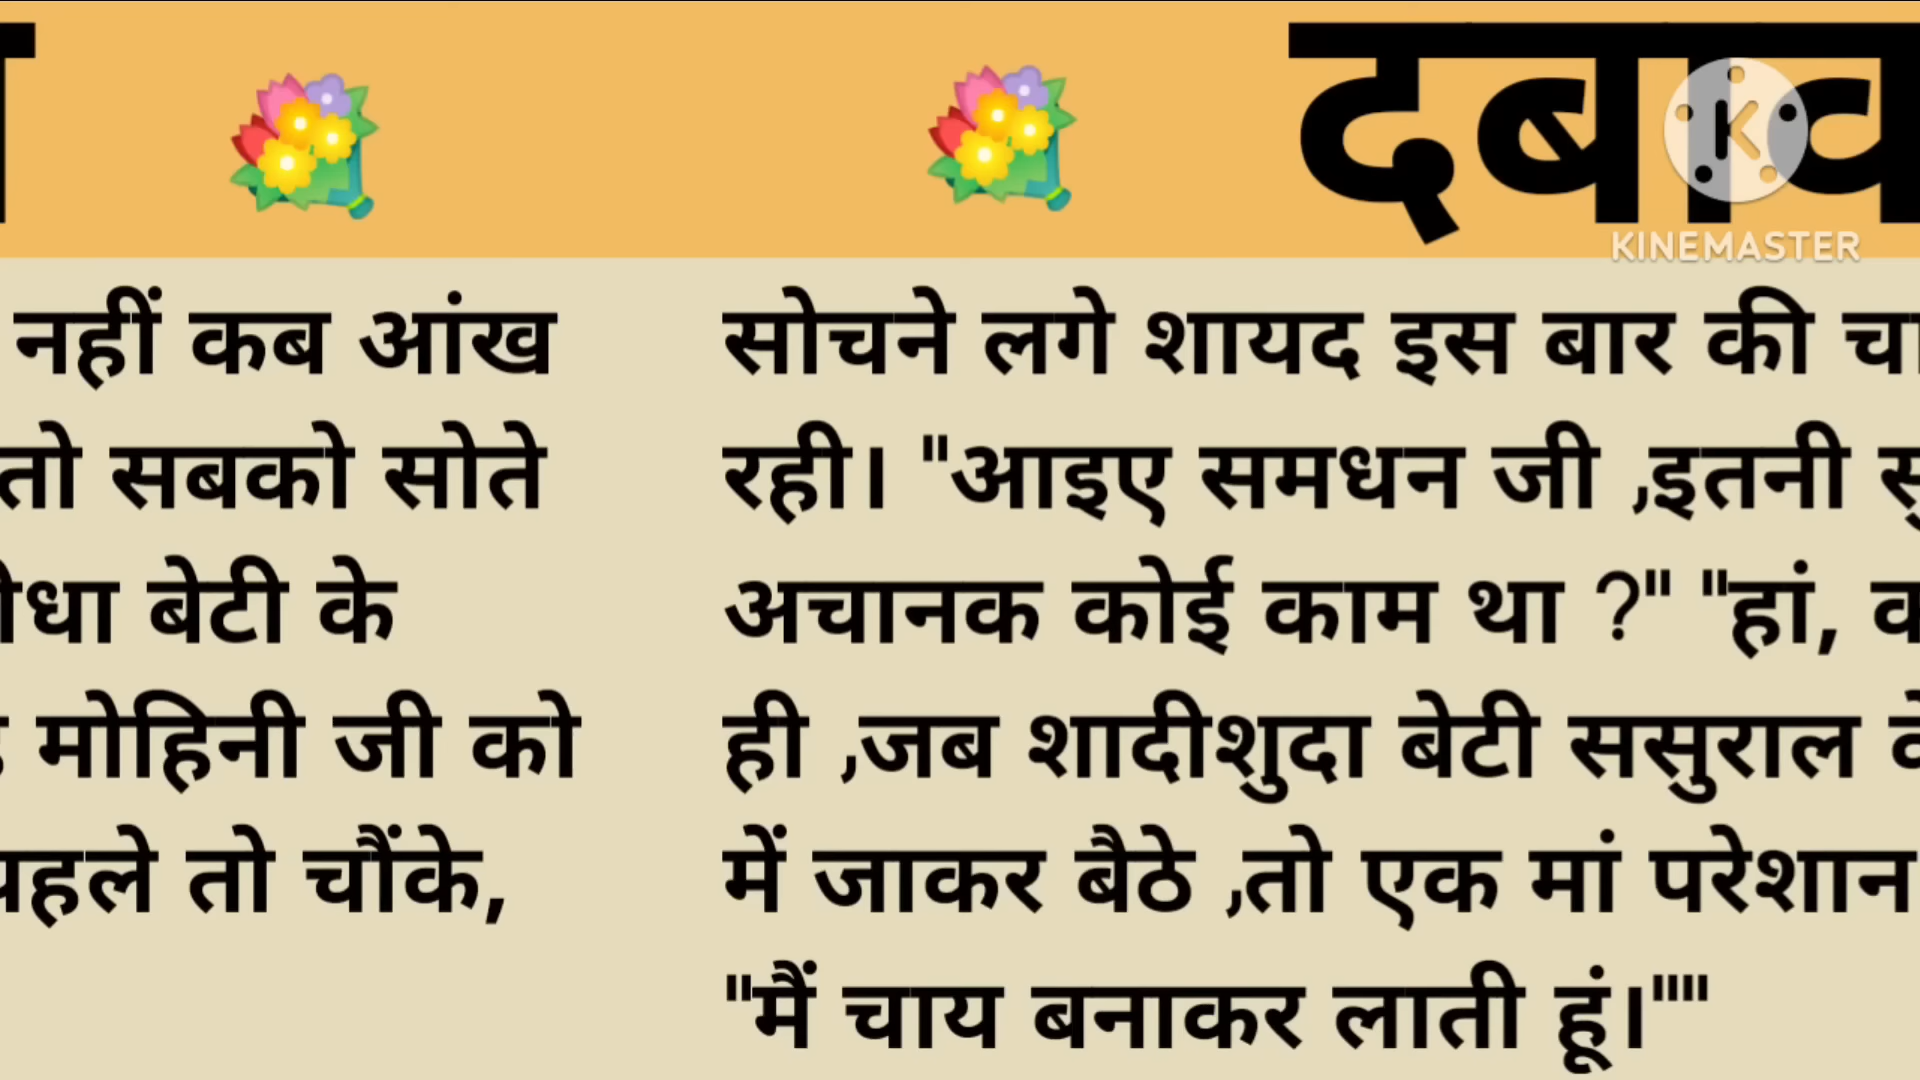 दबाव
KINEMASTER
नहीं कब आंख
तो सबको सोते
बेटी के
मोहिनी जी को
पहले तो चौंके,
सोचने लगे शायद इस बार की
रही। "आइए समधन जी ,इतनी
अचानक कोई काम था ?" "हां,
ही ,जब शादीशुदा बेटी ससुराल
में जाकर बैठे ,तो एक मां परेशान
"मैं चाय बनाकर लाती हूं।""